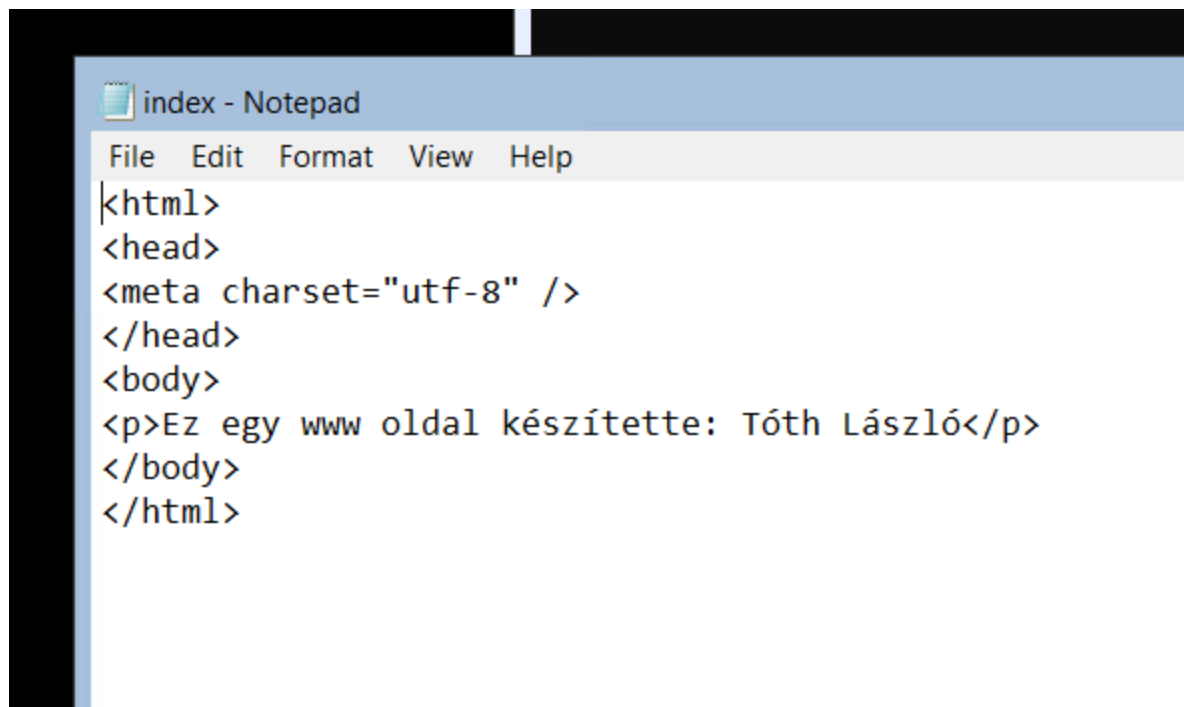 index - Notepad
File Edit Format View Help
<html>
<head>
<meta charset="utf-8" />
</head>
<body>
<p>Ez egy www oldal készítette: Tóth László</p>
</body>
</html>